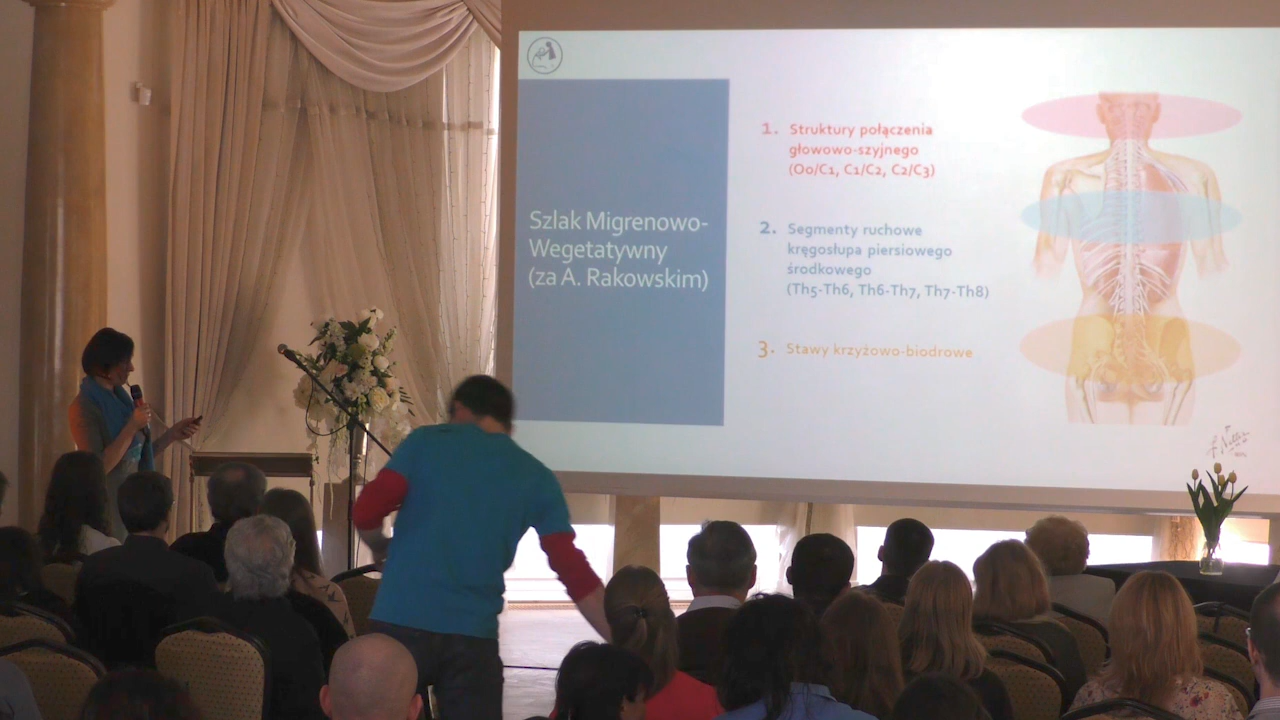 Szlak Migrenowo-
Wegetatywny
(za A. Rakowskim)
1. Struktury połączenia
głowowo-szyjnego
(Oo/C1, C1/C2, C2/C3)
2. Segmenty ruchowe
kręgosłupa piersiowego
środkowego
(Th5-Th6, Th6-Th7, Th7-Th8)
3. Stawy krzyżowo-biodrowe